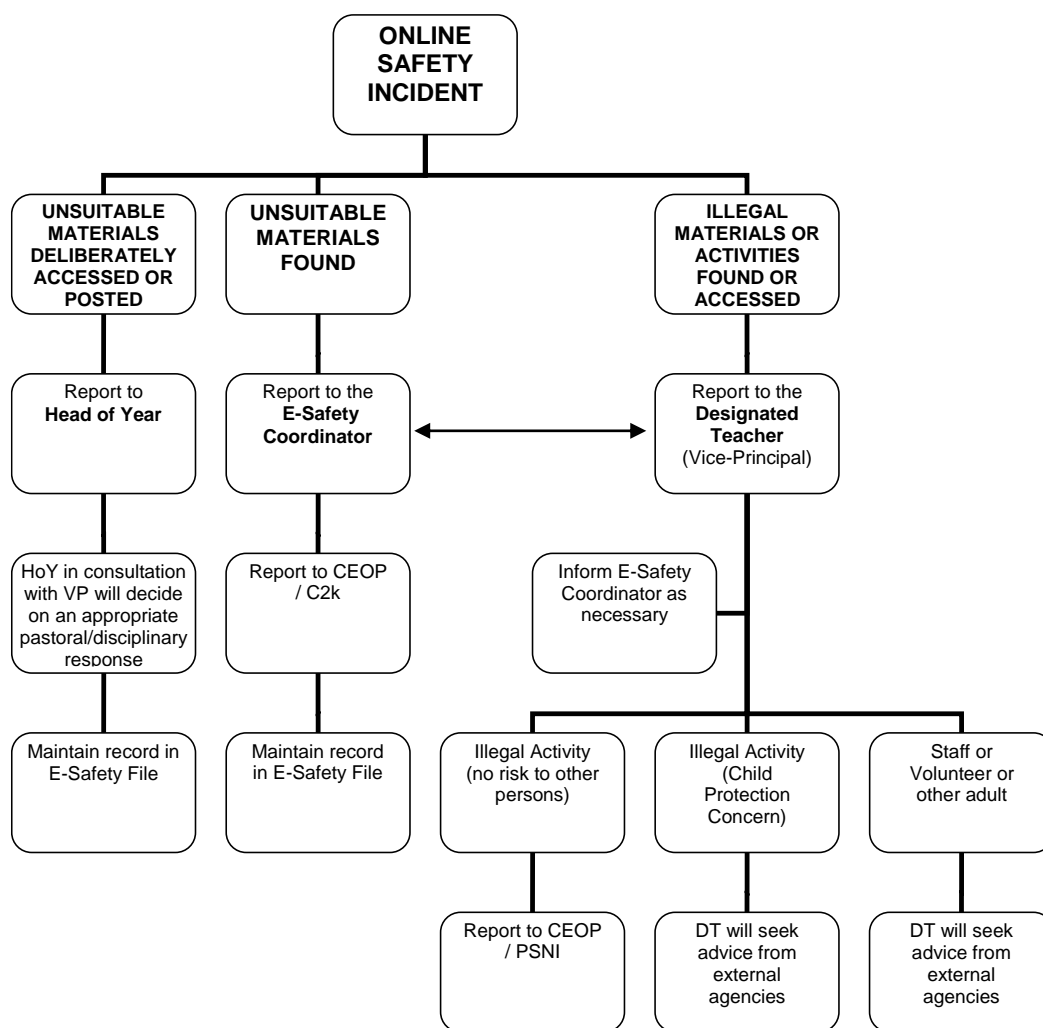 ONLINE
SAFETY
INCIDENT
UNSUITABLE
MATERIALS
DELIBERATELY
ACCESSED OR
POSTED
UNSUITABLE
MATERIALS
FOUND
ILLEGAL
MATERIALS OR
ACTIVITIES
FOUND OR
ACCESSED
Report to
Head of Year
Report to the
E-Safety
Coordinator
Report to the
Designated
Teacher
(Vice-Principal)
HoY in consultation
with VP will decide
on an appropriate
pastoral/disciplinary
response
Report to CEOP
/ C2k
Inform E-Safety
Coordinator as
necessary
Maintain record in
E-Safety File
Maintain record
in E-Safety File
Illegal Activity
(no risk to other
persons)
Illegal Activity
(Child
Protection
Concern)
Staff or
Volunteer or
other adult
Report to CEOP
/ PSNI
DT will seek
advice from
external
agencies
DT will seek
advice from
external
agencies